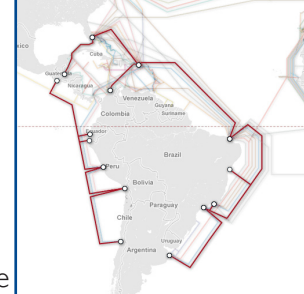 xico
Cuba
Guatemala
Nicaragua
Venezuela
Guyana
Colombia
Suriname
Ecuador
Brazil
Peru
Bolivia
Paraguay
Chile
Uruguay
Argentina
e